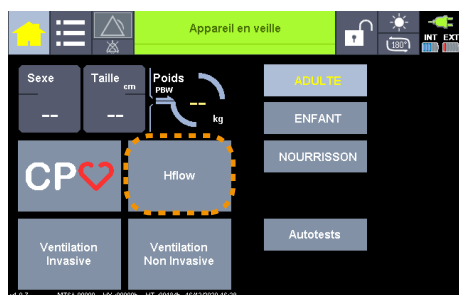 Appareil en veille
180°
INT EXT
Sexe
Taille
cm
Poids
PBW
--
--
--
kg
ADULTE
ENFANT
NOURRISSON
CP
Hflow
Ventilation
Invasive
Ventilation
Non Invasive
Autotests